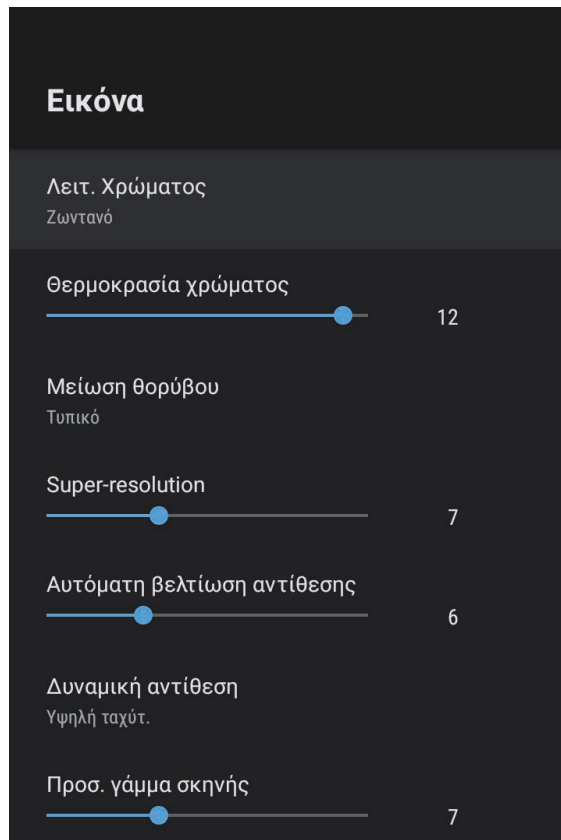 Εικόνα
Λειτ. Χρώματος
Ζωντανό
Θερμοκρασία χρώματος
12
Μείωση θορύβου
Τυπικό
Super-resolution
7
Αυτόματη βελτίωση αντίθεσης
6
Δυναμική αντίθεση
Υψηλή ταχύτ.
Προσ. γάμμα σκηνής
7